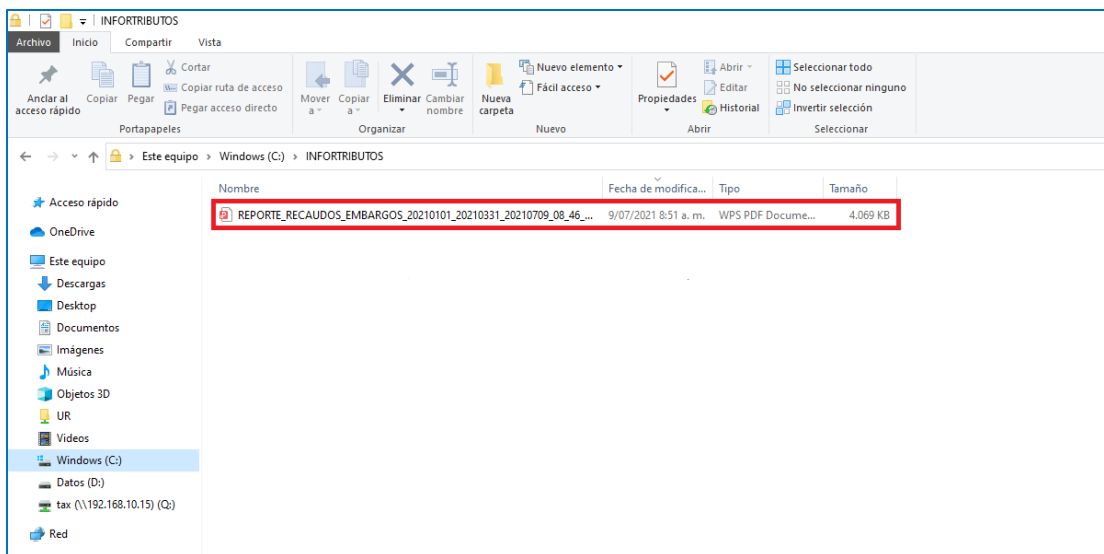 INFORTRIBUTOS
Archivo Inicio Compartir Vista
Anclar al acceso rápido
Copiar
Pegar
Cortar
Copiar ruta de acceso
Pegar acceso directo
Portapapeles
Mover a
Copiar a
Eliminar
Cambiar nombre
Organizar
Nueva carpeta
Nuevo elemento
Fácil acceso
Nuevo
Propiedades
Abrir
Editar
Historial
Abrir
Seleccionar todo
No seleccionar ninguno
Invertir selección
Seleccionar
Este equipo > Windows (C:) > INFORTRIBUTOS
Nombre Fecha de modifica... Tipo Tamaño
REPORTE_RECAUDOS_EMBARGOS_20210101_20210331_20210709_08_46_... 9/07/2021 8:51 a. m. WPS PDF Docume... 4.069 KB
Acceso rápido
OneDrive
Este equipo
Descargas
Desktop
Documentos
Imágenes
Música
Objetos 3D
UR
Videos
Windows (C:)
Datos (D:)
tax (\\192.168.10.15) (Q:)
Red